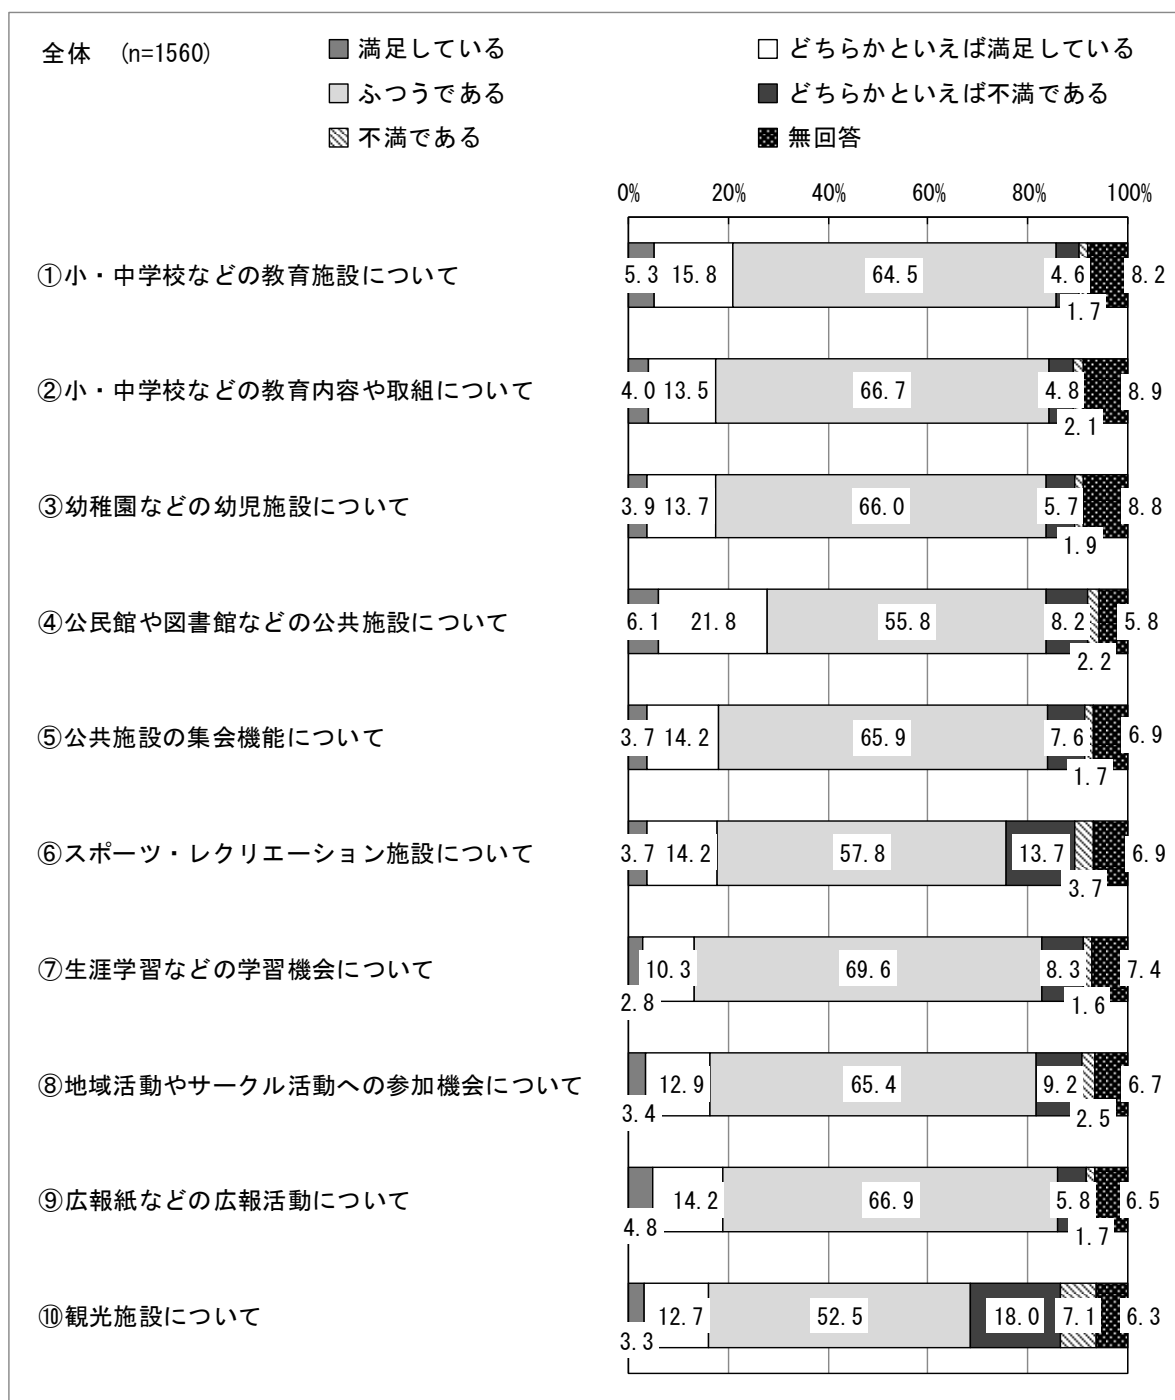 全体 (n=1560)
満足している
どちらかといえば満足している
ふつうである
どちらかといえば不満である
不満である
無回答
0% 20% 40% 60% 80% 100%
①小・中学校などの教育施設について 5.3 15.8 64.5 4.6 8.2
1.7
②小・中学校などの教育内容や取組について 4.0 13.5 66.7 4.8 8.9
2.1
③幼稚園などの幼児施設について 3.9 13.7 66.0 5.7 8.8
1.9
④公民館や図書館などの公共施設について 6.1 21.8 55.8 8.2 5.8
2.2
⑤公共施設の集会機能について 3.7 14.2 65.9 7.6 6.9
1.7
⑥スポーツ・レクリエーション施設について 3.7 14.2 57.8 13.7 6.9
3.7
⑦生涯学習などの学習機会について 10.3 69.6 8.3 7.4
2.8 1.6
⑧地域活動やサークル活動への参加機会について 12.9 65.4 9.2 6.7
3.4 2.5
⑨広報紙などの広報活動について 14.2 66.9 5.8 6.5
4.8 1.7
⑩観光施設について 12.7 52.5 18.0 7.1 6.3
3.3